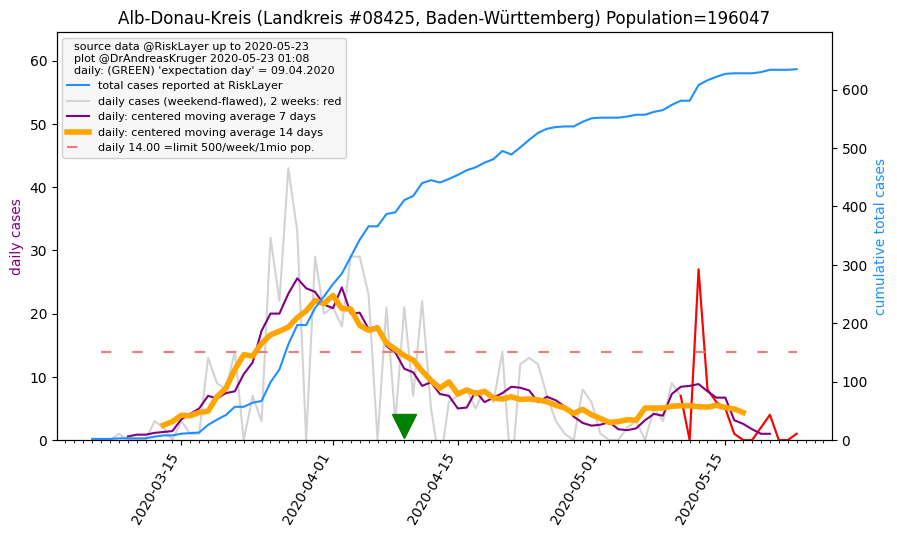 Alb-Donau-Kreis (Landkreis #08425, Baden-Württemberg) Population=196047
source data @RiskLayer up to 2020-05-23
plot @DrAndreasKruger 2020-05-23 01:08
daily: (GREEN) 'expectation day' = 09.04.2020
total cases reported at RiskLayer
daily cases (weekend-flawed), 2 weeks: red
daily: centered moving average 7 days
daily: centered moving average 14 days
daily 14.00 =limit 500/week/1mio pop.
daily cases
60
50
40
30
20
10
0
cumulative total cases
600
500
400
300
200
100
0
2020-03-15
2020-04-01
2020-04-15
2020-05-01
2020-05-15